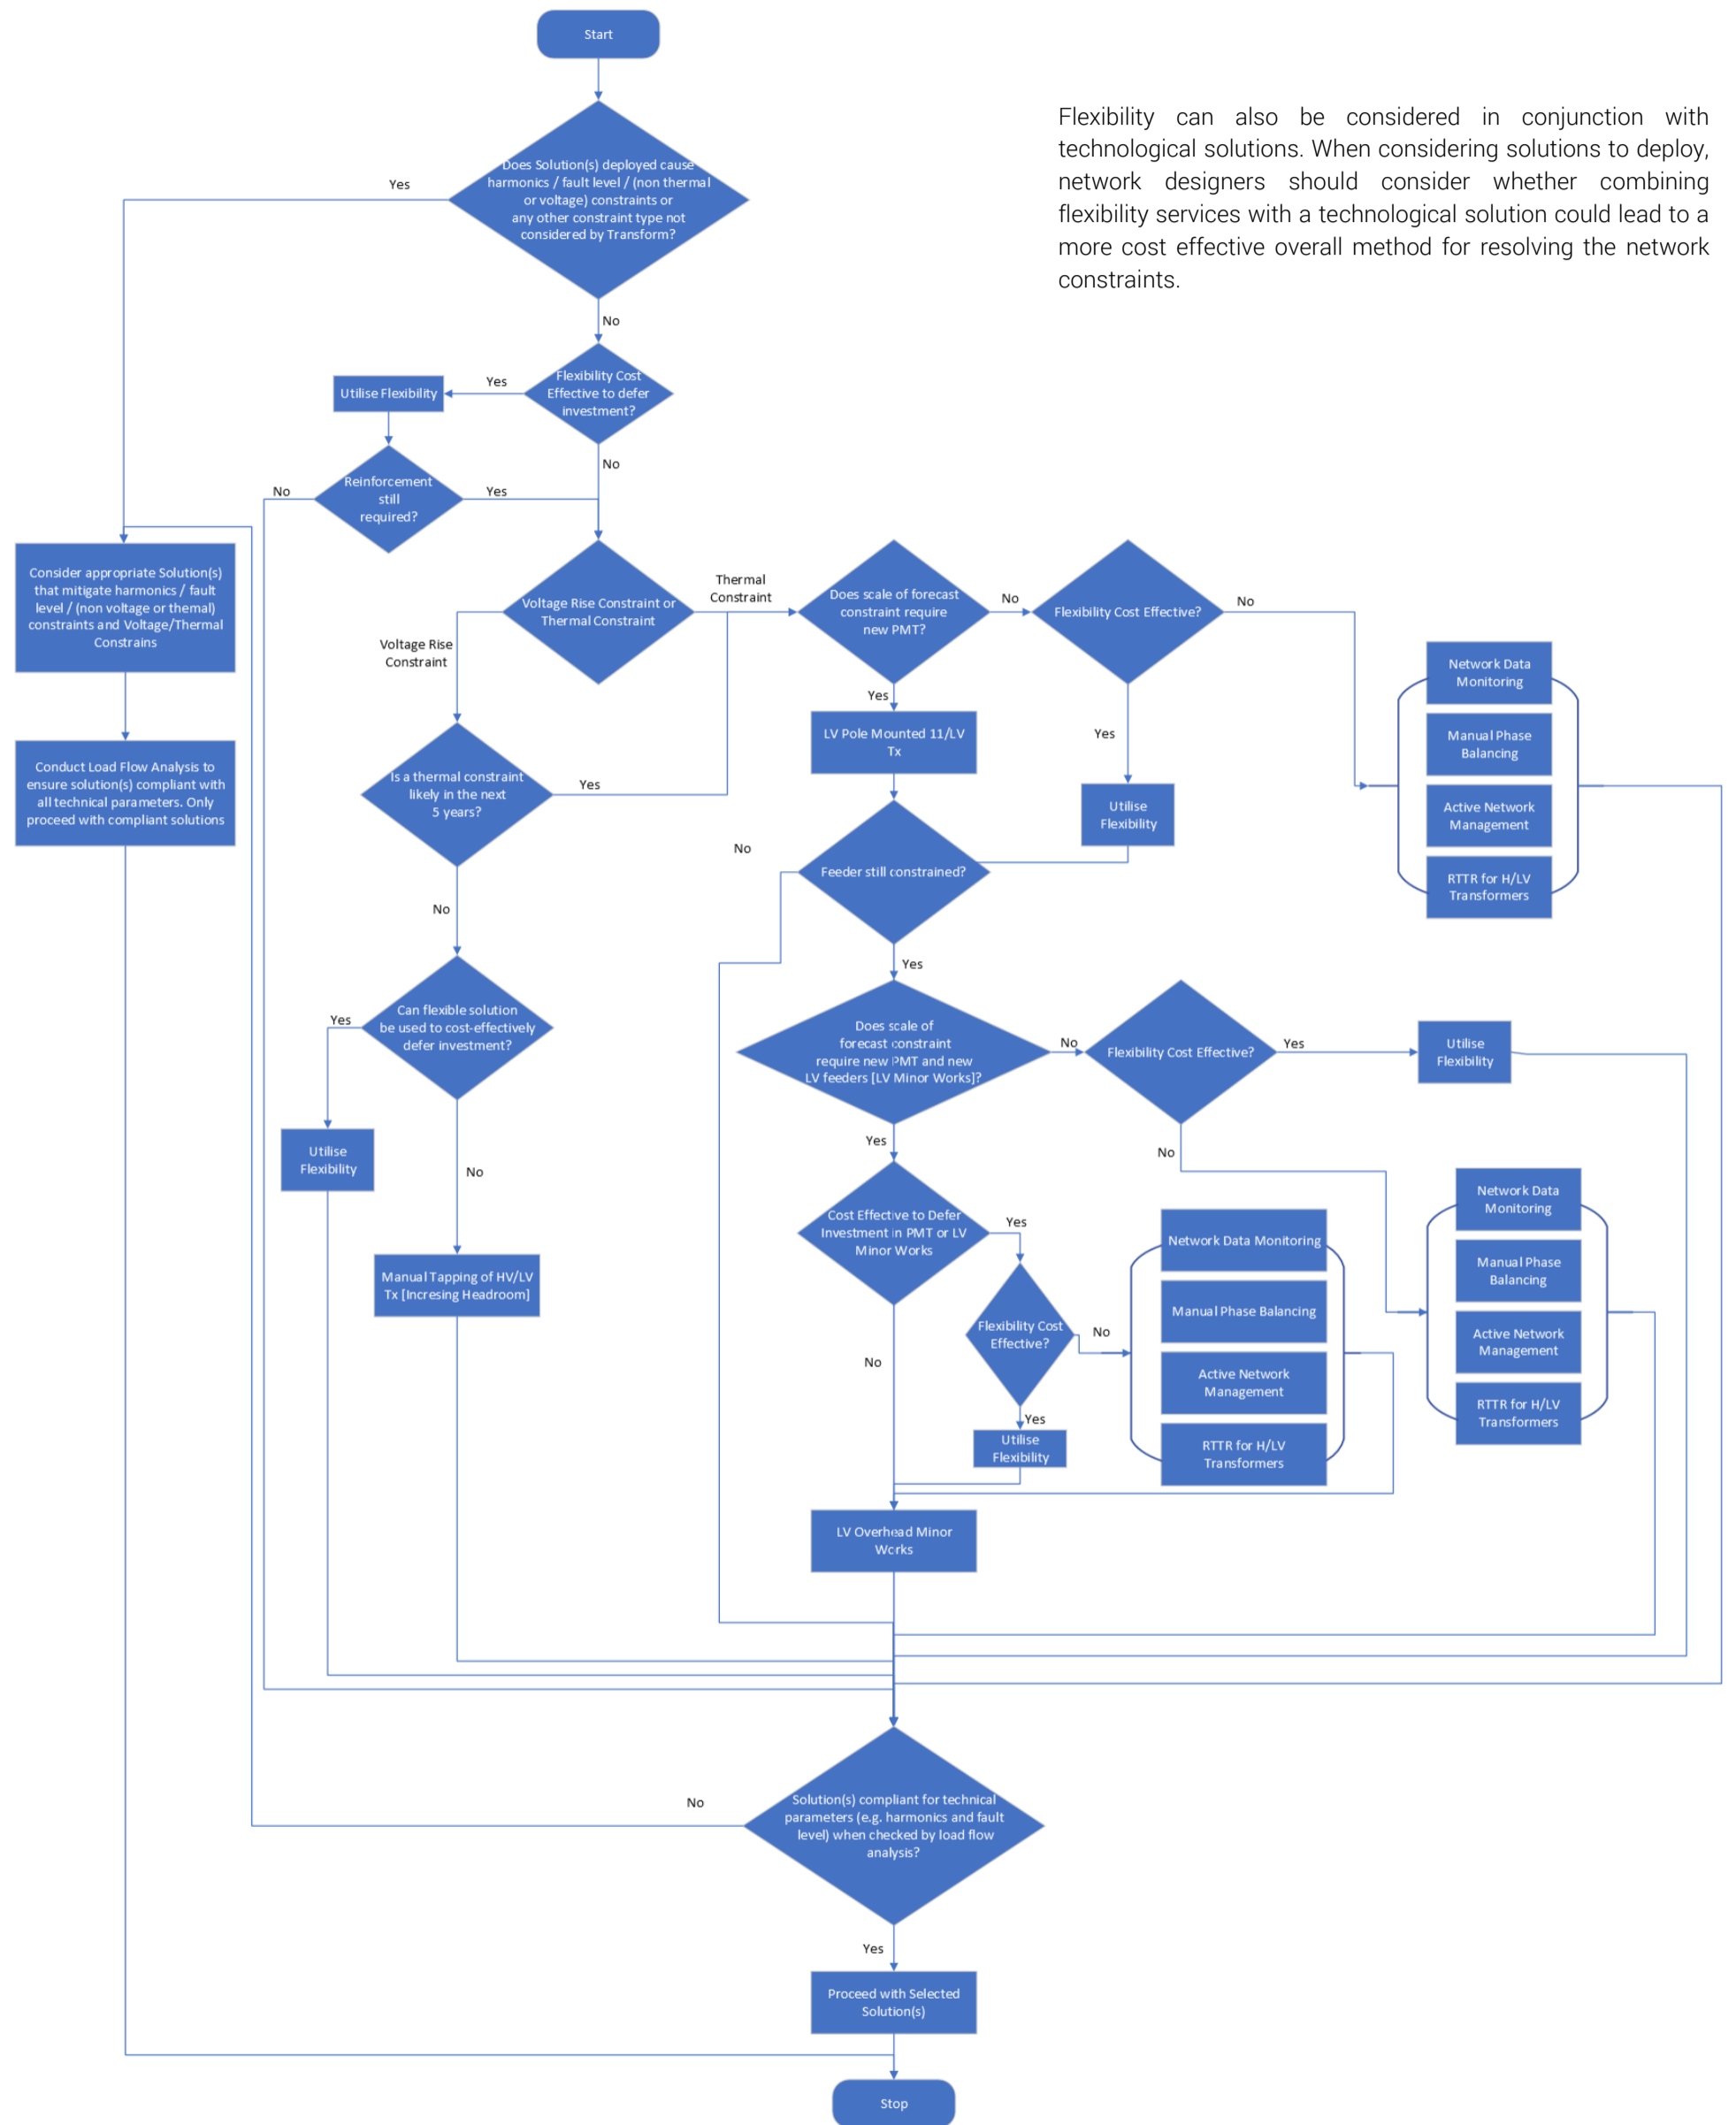 Start
Flexibility can also be considered in conjunction with
technological solutions. When considering solutions to deploy,
network designers should consider whether combining
flexibility services with a technological solution could lead to a
more cost effective overall method for resolving the network
constraints.
Does Solution(s) deployed cause
harmonics / fault level / (non thermal
or voltage) constraints or
any other constraint type not
considered by Transform?
Yes
No
Flexibility Cost
Effective to defer
investment?
Yes
Utilise Flexibility
No
Reinforcement
still
required?
No
Yes
Consider appropriate Solution(s)
that mitigate harmonics / fault
level / (non voltage or themal)
constraints and Voltage/Thermal
Constrains
Conduct Load Flow Analysis to
ensure solution(s) compliant with
all technical parameters. Only
proceed with compliant solutions
Voltage Rise Constraint or
Thermal Constraint
Thermal
Constraint
Voltage Rise
Constraint
Does scale of forecast
constraint require
new PMT?
No
Flexibility Cost Effective?
No
Yes
LV Pole Mounted 11/LV
Tx
Yes
Utilise
Flexibility
Network Data
Monitoring
Manual Phase
Balancing
Active Network
Management
RTTR for H/LV
Transformers
Is a thermal constraint
likely in the next
5 years?
Yes
No
Feeder still constrained?
No
Yes
Can flexible solution
be used to cost-effectively
defer investment?
Yes
Utilise
Flexibility
No
Manual Tapping of HV/LV
Tx [Incresing Headroom]
Does scale of
forecast constraint
require new PMT and new
LV feeders [LV Minor Works]?
No
Flexibility Cost Effective?
Yes
Utilise
Flexibility
No
Yes
Cost Effective to Defer
Investment in PMT or LV
Minor Works
Yes
Flexibility Cost
Effective?
No
Yes
Utilise
Flexibility
No
Network Data Monitoring
Manual Phase Balancing
Active Network
Management
RTTR for H/LV
Transformers
Network Data
Monitoring
Manual Phase
Balancing
Active Network
Management
RTTR for H/LV
Transformers
LV Overhead Minor
Works
Solution(s) compliant for technical
parameters (e.g. harmonics and fault
level) when checked by load flow
analysis?
No
Yes
Proceed with Selected
Solution(s)
Stop